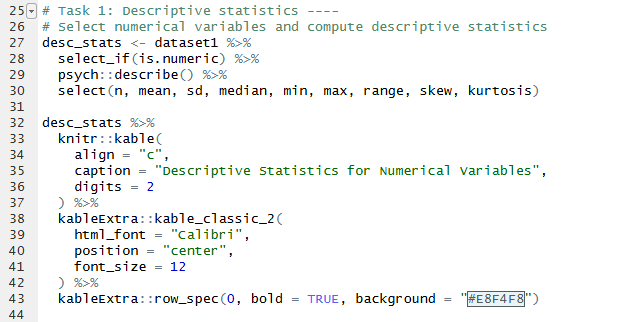 25 # Task 1: Descriptive statistics ----
26 # Select numerical variables and compute descriptive statistics
27 desc_stats <- dataset1 %>%
28   select_if(is.numeric) %>%
29   psych::describe() %>%
30   select(n, mean, sd, median, min, max, range, skew, kurtosis)
31
32 desc_stats %>%
33   knitr::kable(
34     align = "c",
35     caption = "Descriptive Statistics for Numerical Variables",
36     digits = 2
37   ) %>%
38   kableExtra::kable_classic_2(
39     html_font = "Calibri",
40     position = "center",
41     font_size = 12
42   ) %>%
43   kableExtra::row_spec(0, bold = TRUE, background = "#E8F4F8")
44